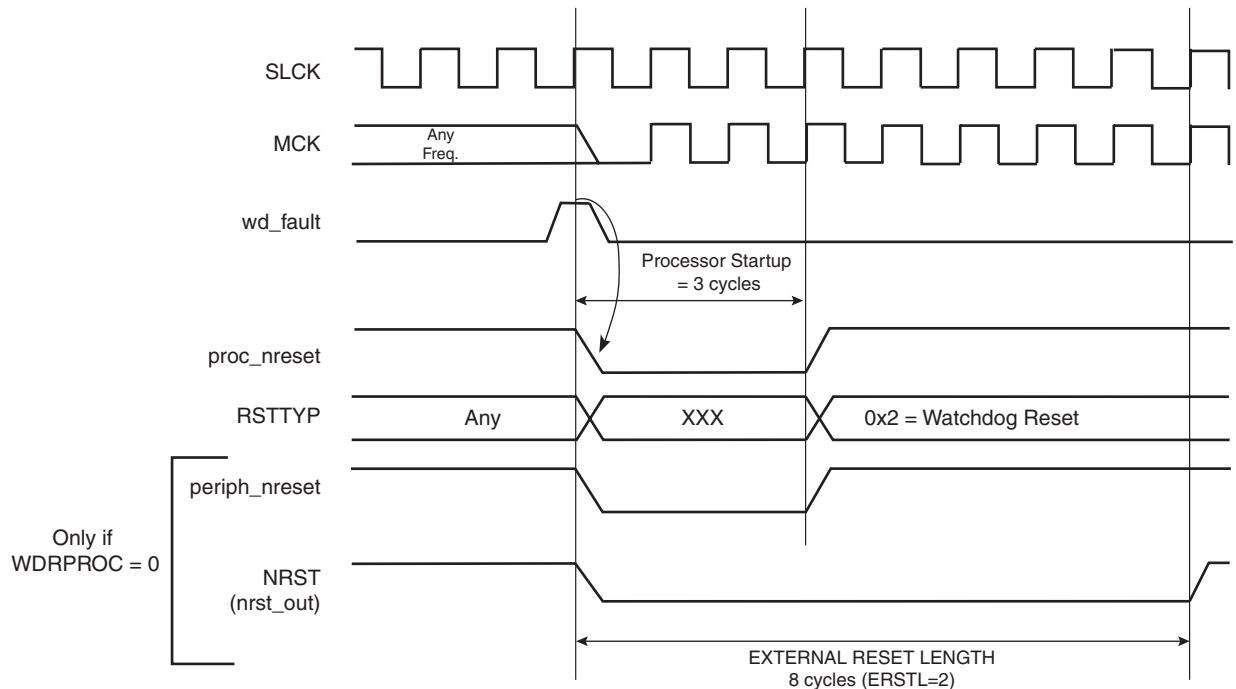 SLCK
MCK
Any
Freq.
wd_fault
Processor Startup
= 3 cycles
proc_nreset
RSTTYP
Any
XXX
0x2 = Watchdog Reset
periph_nreset
Only if
WDRPROC = 0
NRST
(nrst_out)
EXTERNAL RESET LENGTH
8 cycles (ERSTL=2)